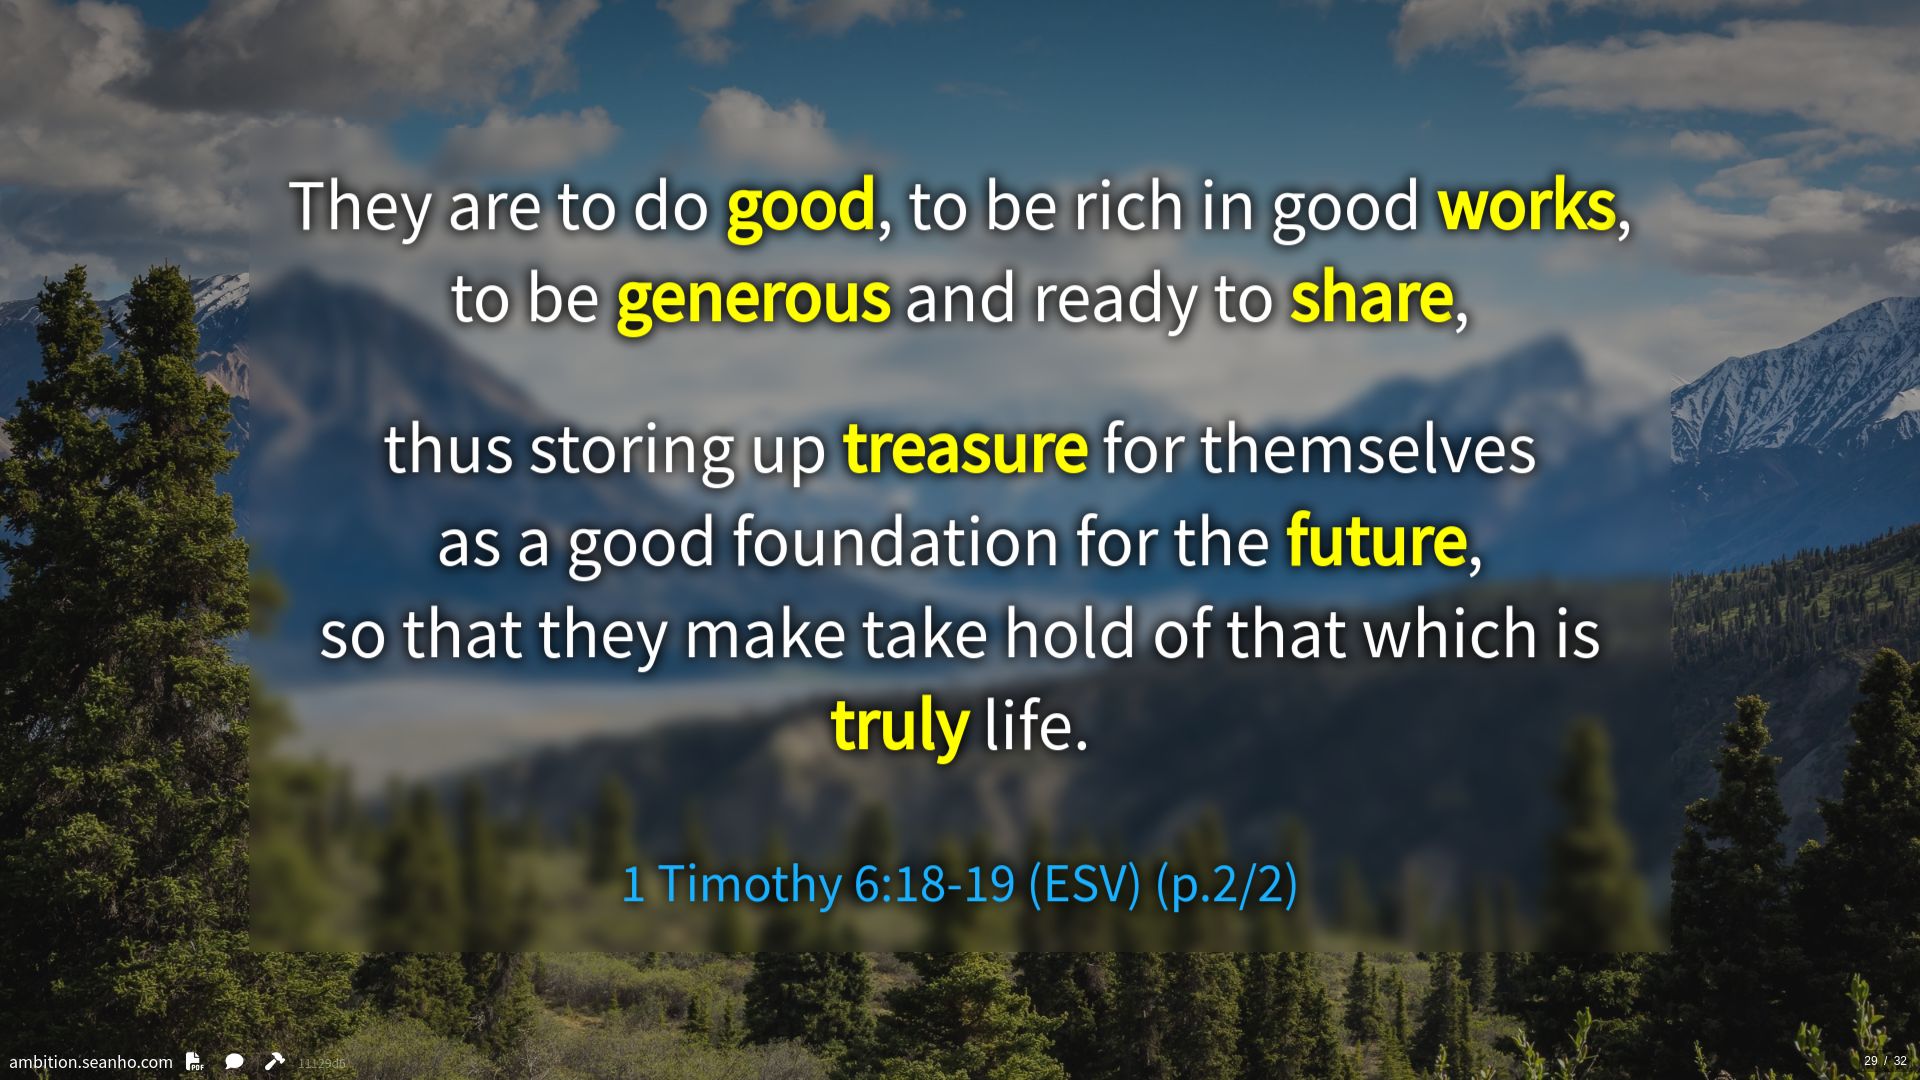 They are to do good, to be rich in good works,
to be generous and ready to share,
thus storing up treasure for themselves
as a good foundation for the future,
so that they make take hold of that which is
truly life.
1 Timothy 6:18-19 (ESV) (p.2/2)
ambition.seanho.com PDF 11129d6
29 / 32